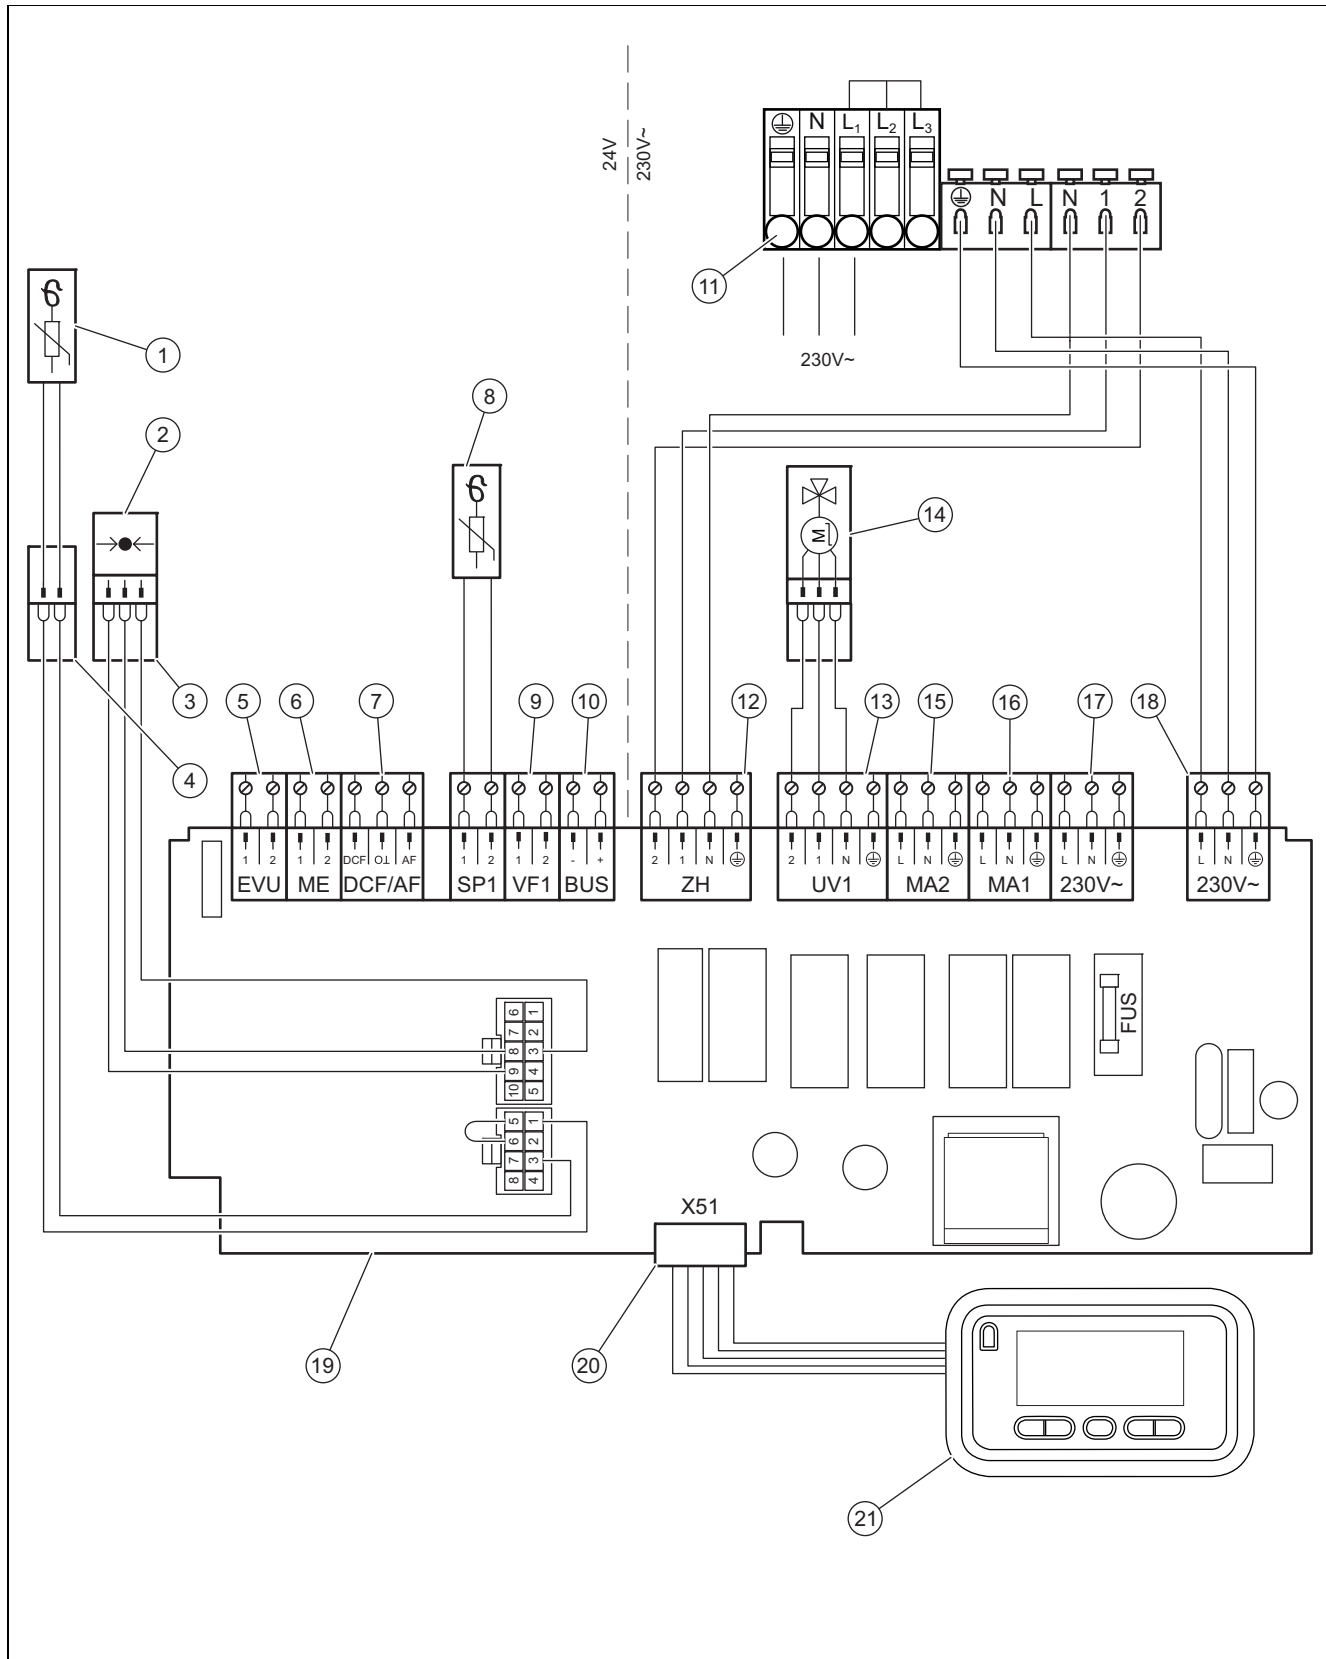 24V
230V~
N L₁ L₂ L₃
N L N 1 2
11
230V~
1
8
2
M
14
3
5 6 7 9 10 12 13 15 16 17 18
4
1 2 1 2 DCF O⊥ AF 1 2 1 2 - + 2 1 N 2 1 N L N L N L N L N
EVU ME DCF/AF SP1 VF1 BUS ZH UV1 MA2 MA1 230V~ 230V~
FUS
6 1
7 2
8 3
9 4
10 5
5 1
6 2
7 3
8 4
X51
19
20
21